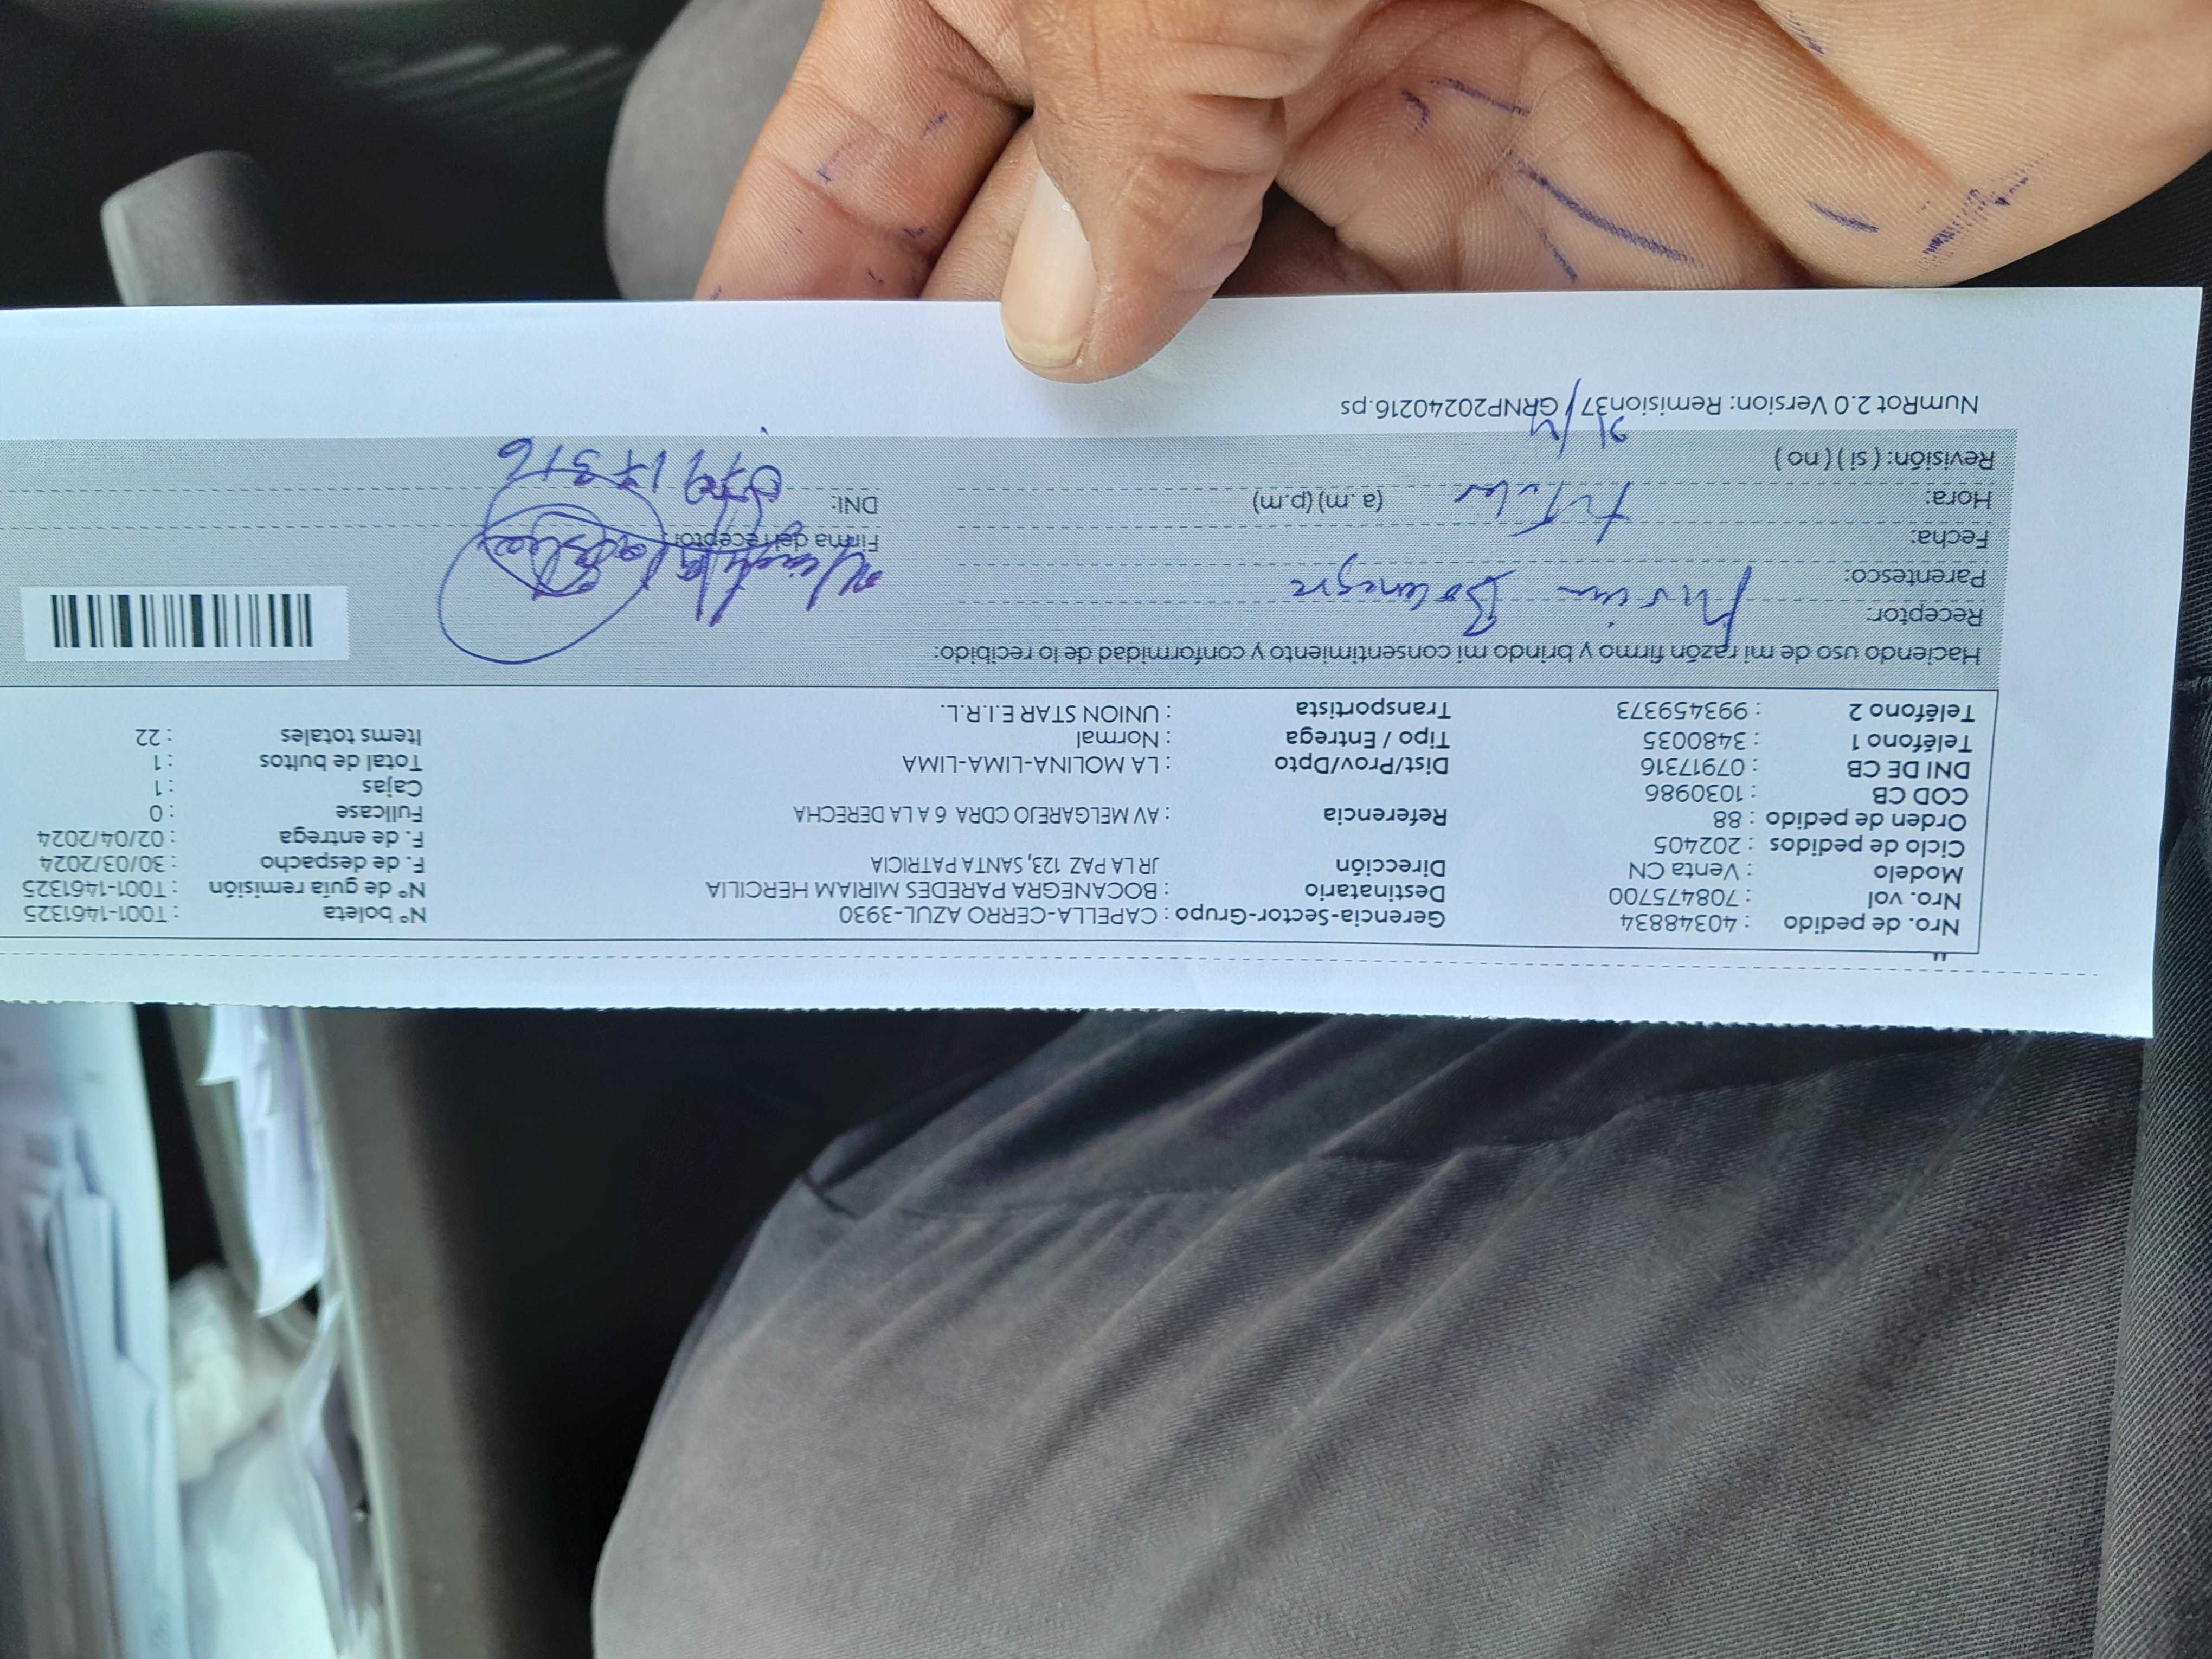 Nro. de pedido : 40348834 Gerencia-Sector-Grupo : CAPELLA-CERRO AZUL-3930 N° boleta : T001-1461325
Nro. vol : 708475700 Destinatario : BOCANEGRA PAREDES MIRIAM HERCILIA N° de guía remisión : T001-1461325
Modelo : Venta CN Dirección JR LA PAZ 123, SANTA PATRICIA F. de despacho : 30/03/2024
Ciclo de pedidos : 202405 F. de entrega : 02/04/2024
Orden de pedido : 88 Referencia : AV MELGAREJO CDRA 6 A LA DERECHA Fullcase : 0
COD CB : 1030986 Cajas : 1
DNI DE CB : 07917316 Dist/Prov/Dpto : LA MOLINA-LIMA-LIMA Total de bultos : 1
Teléfono 1 : 3480035 Tipo / Entrega : Normal Items totales : 22
Teléfono 2 : 993459373 Transportista : UNION STAR E.I.R.L.
Haciendo uso de mi razón firmo y brindo mi consentimiento y conformidad de lo recibido:
Receptor: Miriam Bocanegra
Parentesco: Titular
Fecha: Firma del receptor:
Hora: (a.m) (p.m) DNI: 07917316
Revisión: ( si ) ( no )
NumRot 2.0 Version: Remision37 / GRNP20240216.ps